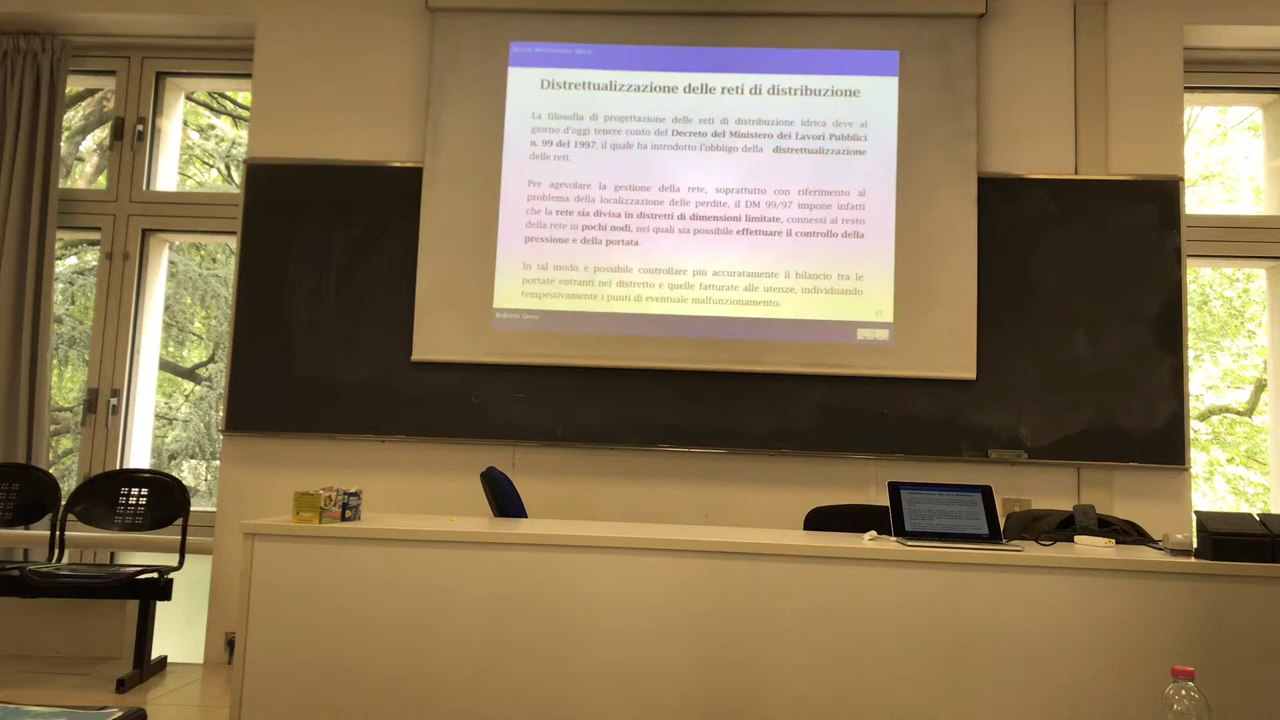 Distrettualizzazione delle reti di distribuzione
La filosofia di progettazione delle reti di distribuzione idrica deve al
giorno d'oggi tenere conto del Decreto del Ministero dei Lavori Pubblici
n. 99 del 1997, il quale ha introdotto l'obbligo della distrettualizzazione
delle reti.
Per agevolare la gestione della rete, soprattutto con riferimento al
problema della localizzazione delle perdite, il DM 99/97 impone infatti
che la rete sia divisa in distretti di dimensioni limitate, connessi al resto
della rete in pochi nodi, nei quali sia possibile effettuare il controllo della
pressione e della portata.
In tal modo è possibile controllare più accuratamente il bilancio tra le
portate entranti nel distretto e quelle fatturate alle utenze, individuando
tempestivamente i punti di eventuale malfunzionamento.
17
Roberto Greco